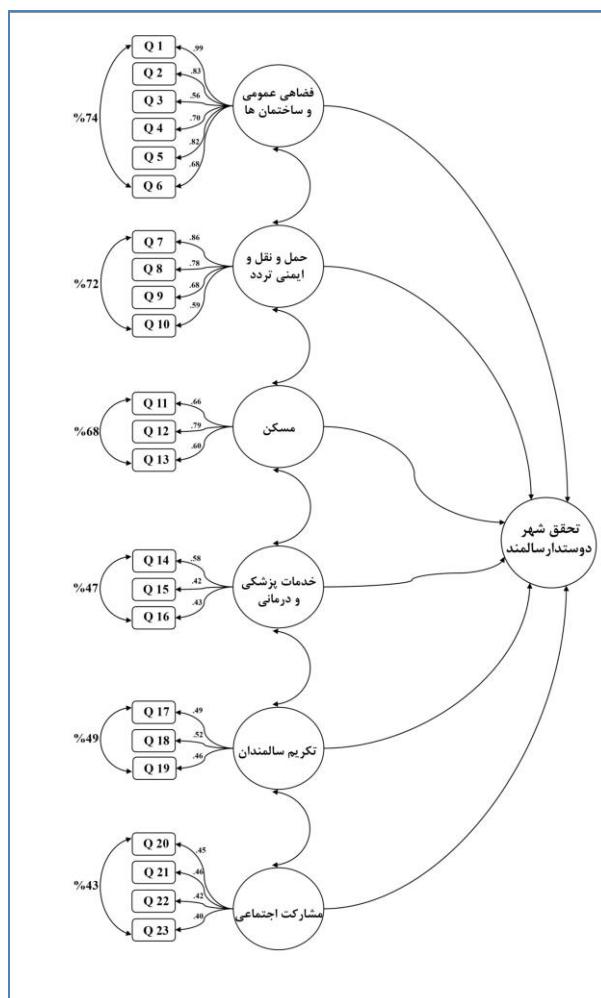 Q 1
.99
Q 2
.83
Q 3
.56
Q 4
.70
Q 5
.82
Q 6
.68
%74
فضاهی عمومی
و ساختمان ها
Q 7
.86
Q 8
.78
Q 9
.68
Q 10
.59
%72
حمل و نقل و
ایمنی تردد
Q 11
.66
Q 12
.79
Q 13
.60
%68
مسکن
Q 14
.58
Q 15
.42
Q 16
.43
%47
خدمات پزشکی
و درمانی
Q 17
.49
Q 18
.52
Q 19
.46
%49
تکریم سالمندان
Q 20
.45
Q 21
.46
Q 22
.42
Q 23
.40
%43
مشارکت اجتماعی
تحقق شهر
دوستدارسالمند